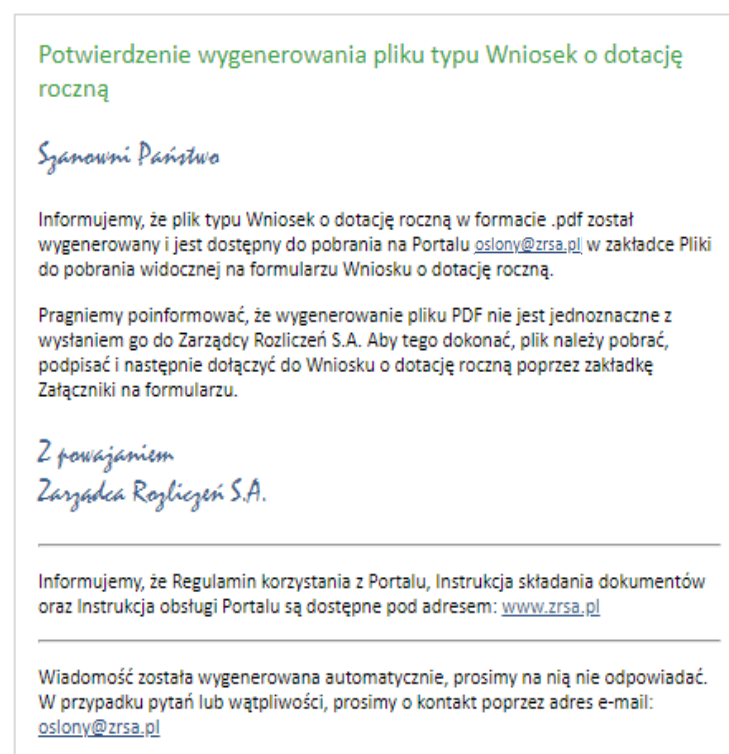 Potwierdzenie wygenerowania pliku typu Wniosek o dotację
roczną
Szanowni Państwo
Informujemy, że plik typu Wniosek o dotację roczną w formacie .pdf został
wygenerowany i jest dostępny do pobrania na Portalu oslony@zrsa.pl w zakładce Pliki
do pobrania widocznej na formularzu Wniosku o dotację roczną.
Pragniemy poinformować, że wygenerowanie pliku PDF nie jest jednoznaczne z
wysłaniem go do Zarządcy Rozliczeń S.A. Aby tego dokonać, plik należy pobrać,
podpisać i następnie dołączyć do Wniosku o dotację roczną poprzez zakładkę
Załączniki na formularzu.
Z poważaniem
Zarządca Rozliczeń S.A.
Informujemy, że Regulamin korzystania z Portalu, Instrukcja składania dokumentów
oraz Instrukcja obsługi Portalu są dostępne pod adresem: www.zrsa.pl
Wiadomość została wygenerowana automatycznie, prosimy na nią nie odpowiadać.
W przypadku pytań lub wątpliwości, prosimy o kontakt poprzez adres e-mail:
oslony@zrsa.pl